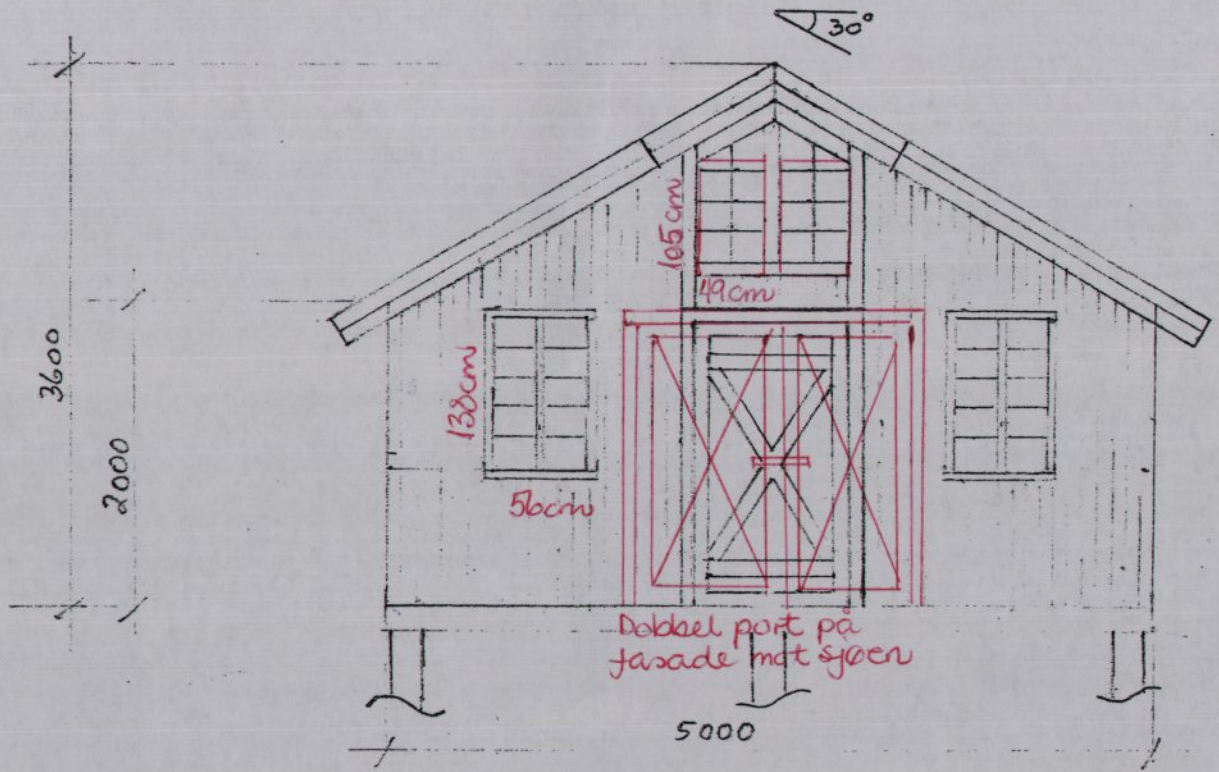 30°
3600
2000
105cm
49cm
138cm
56cm
Dobbel port på
fasade mot sjøen
5000